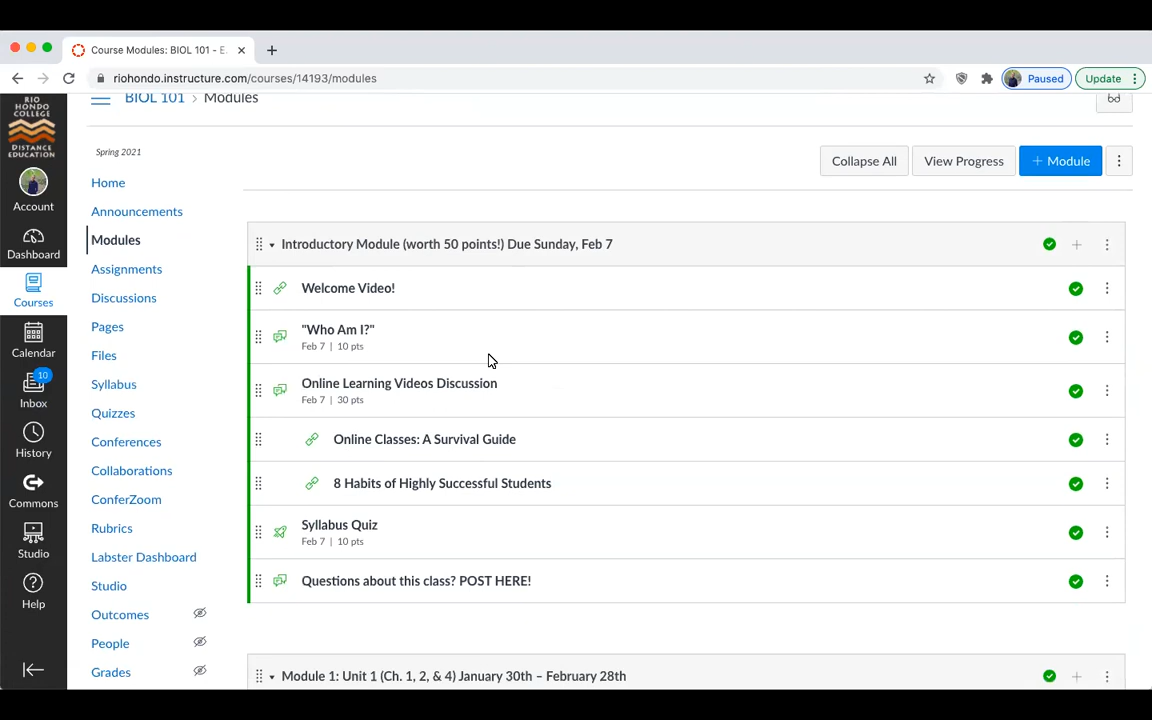 Course Modules: BIOL 101 - E
riohondo.instructure.com/courses/14193/modules
Paused
Update
RIO
HONDO
COLLEGE
DISTANCE
EDUCATION
BIOL 101 > Modules
Account
Dashboard
Courses
Calendar
10
Inbox
History
Commons
Studio
Help
Spring 2021
Home
Announcements
Modules
Assignments
Discussions
Pages
Files
Syllabus
Quizzes
Conferences
Collaborations
ConferZoom
Rubrics
Labster Dashboard
Studio
Outcomes
People
Grades
Collapse All
View Progress
+ Module
Introductory Module (worth 50 points!) Due Sunday, Feb 7
Welcome Video!
"Who Am I?"
Feb 7 | 10 pts
Online Learning Videos Discussion
Feb 7 | 30 pts
Online Classes: A Survival Guide
8 Habits of Highly Successful Students
Syllabus Quiz
Feb 7 | 10 pts
Questions about this class? POST HERE!
Module 1: Unit 1 (Ch. 1, 2, & 4) January 30th – February 28th